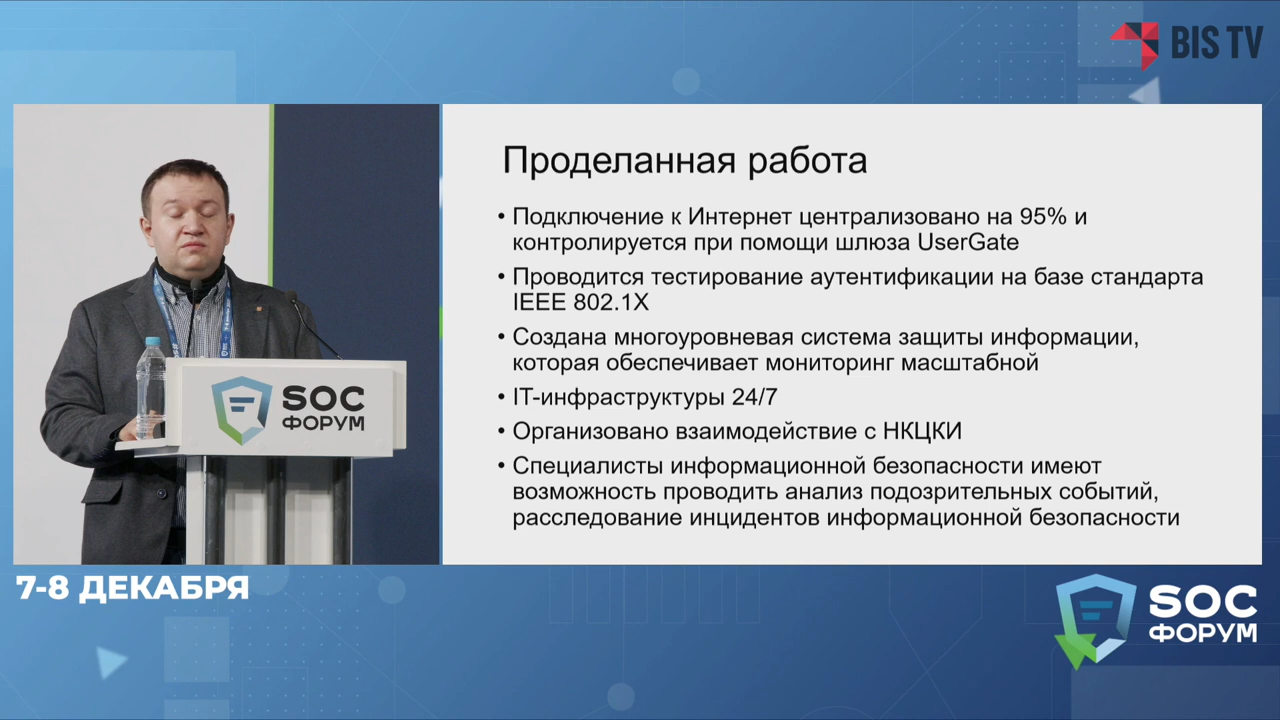 BIS TV
Проделанная работа
• Подключение к Интернет централизовано на 95% и
контролируется при помощи шлюза UserGate
• Проводится тестирование аутентификации на базе стандарта
IEEE 802.1X
• Создана многоуровневая система защиты информации,
которая обеспечивает мониторинг масштабной
• IT-инфраструктуры 24/7
• Организовано взаимодействие с НКЦКИ
• Специалисты информационной безопасности имеют
возможность проводить анализ подозрительных событий,
расследование инцидентов информационной безопасности
SOC
ФОРУМ
7-8 ДЕКАБРЯ
SOC
ФОРУМ